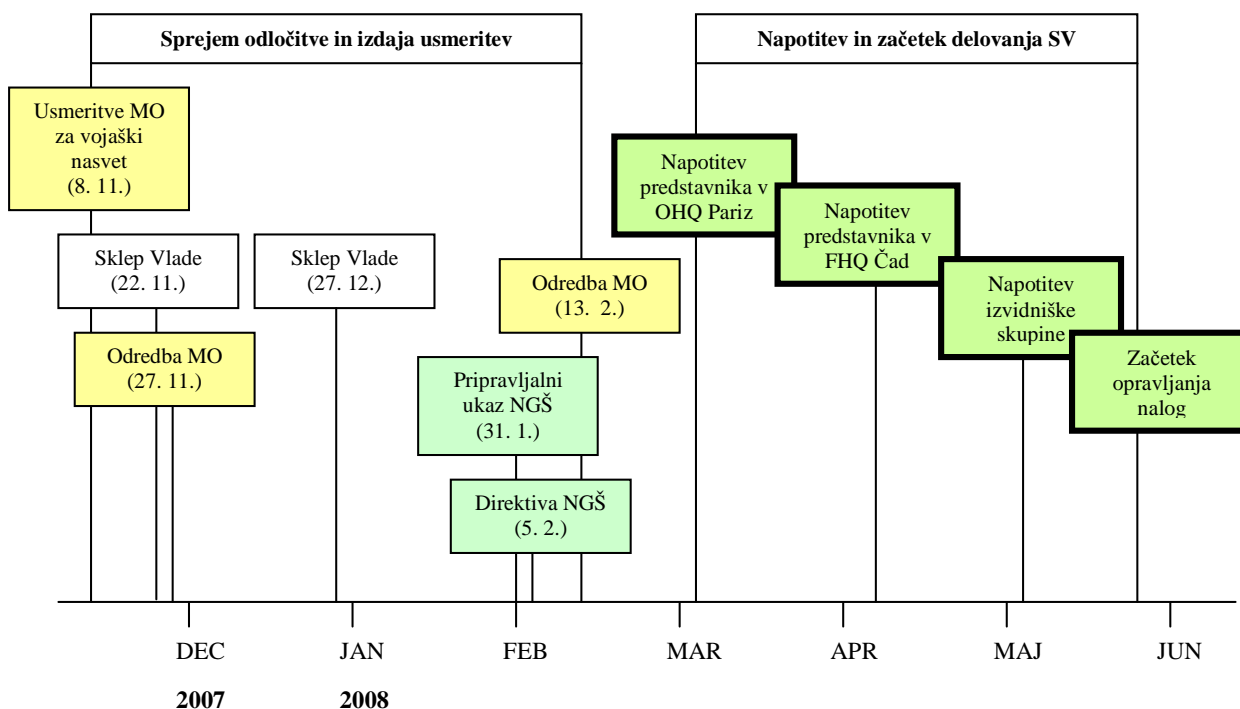 Sprejem odločitve in izdaja usmeritev
Napotitev in začetek delovanja SV
Usmeritve MO
za vojaški
nasvet
(8. 11.)
Sklep Vlade
(22. 11.)
Odredba MO
(27. 11.)
Sklep Vlade
(27. 12.)
Odredba MO
(13. 2.)
Pripravljalni
ukaz NGŠ
(31. 1.)
Direktiva NGŠ
(5. 2.)
Napotitev
predstavnika v
OHQ Pariz
Napotitev
predstavnika v
FHQ Čad
Napotitev
izvidniške
skupine
Začetek
opravljanja
nalog
DEC JAN FEB MAR APR MAJ JUN
2007 2008